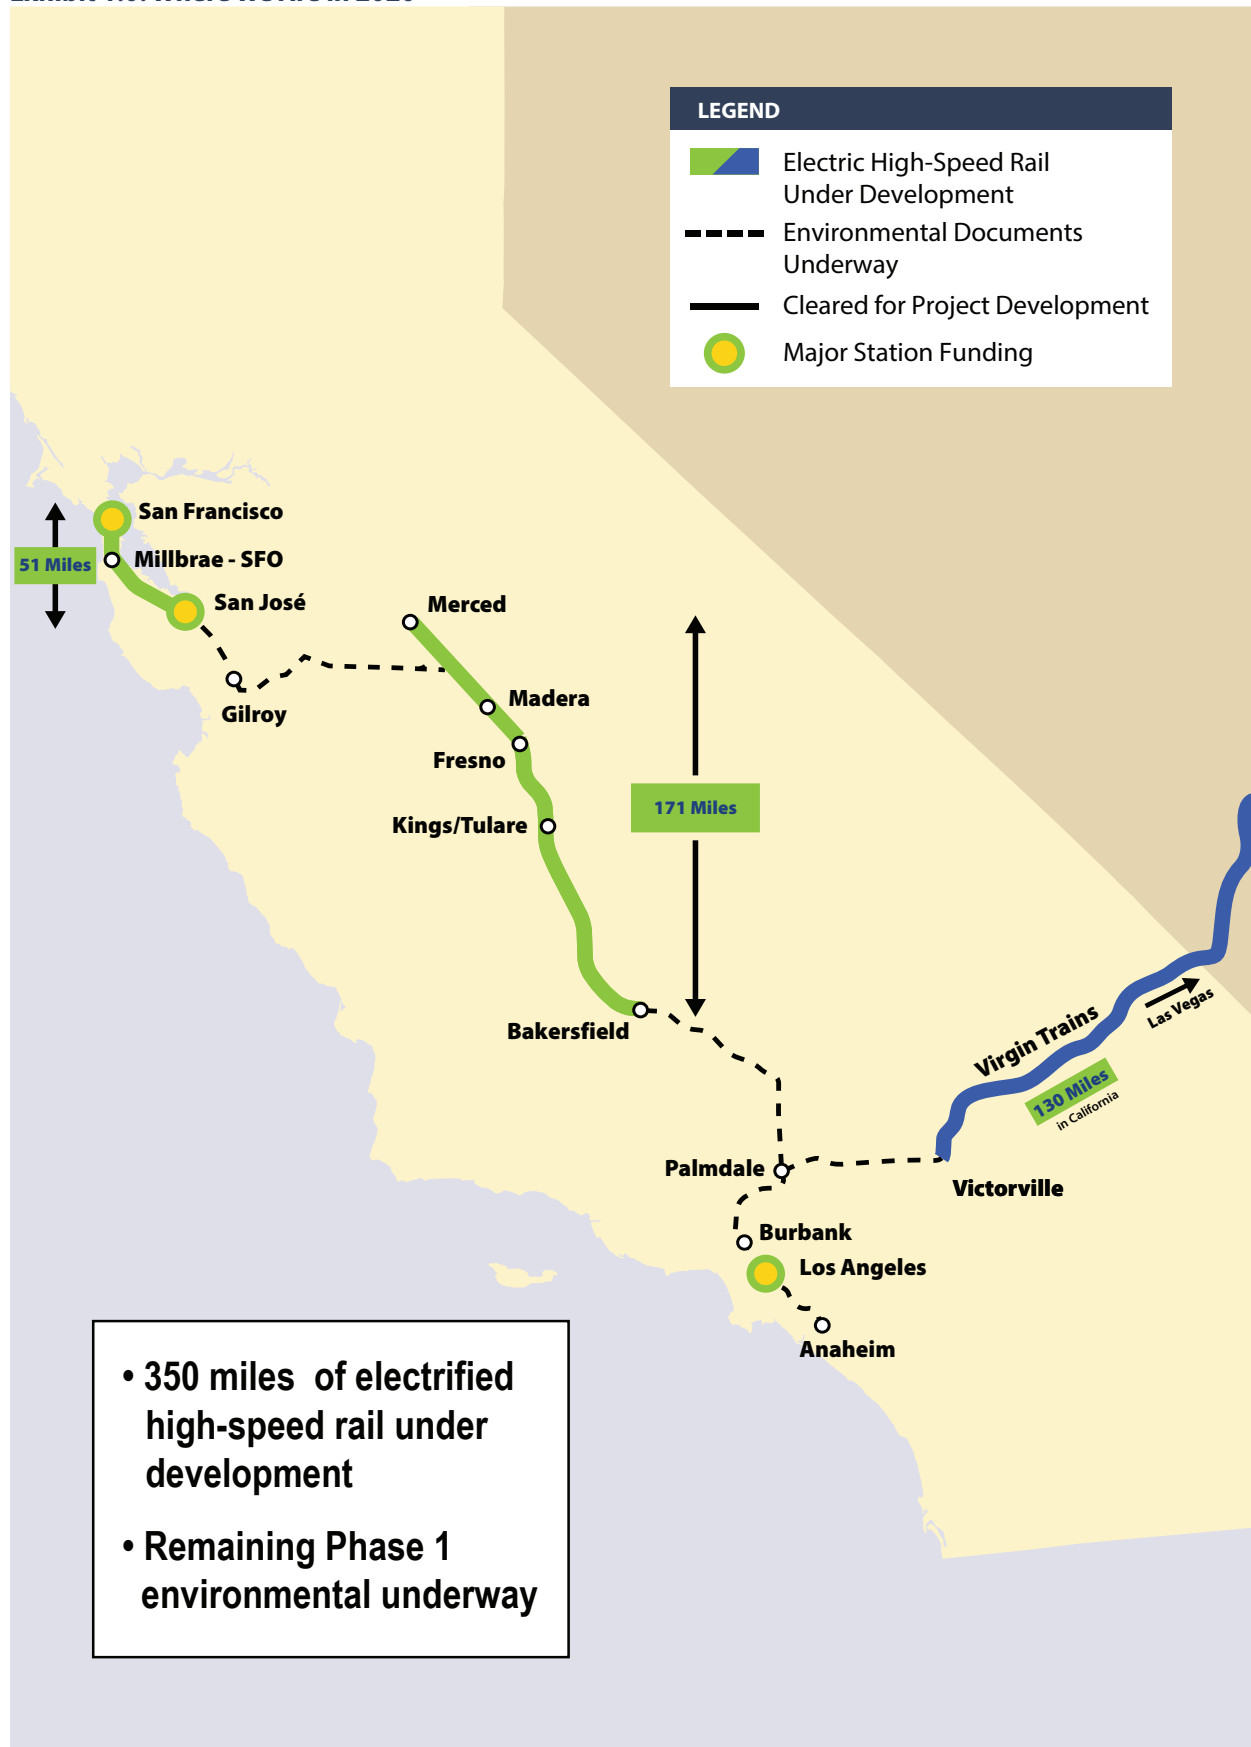 LEGEND
Electric High-Speed Rail
Under Development
Environmental Documents
Underway
Cleared for Project Development
Major Station Funding
San Francisco
51 Miles
Millbrae - SFO
San José
Merced
Gilroy
Madera
Fresno
171 Miles
Kings/Tulare
Bakersfield
Virgin Trains
Las Vegas
130 Miles
in California
Palmdale
Victorville
Burbank
Los Angeles
Anaheim
• 350 miles of electrified
high-speed rail under
development
• Remaining Phase 1
environmental underway